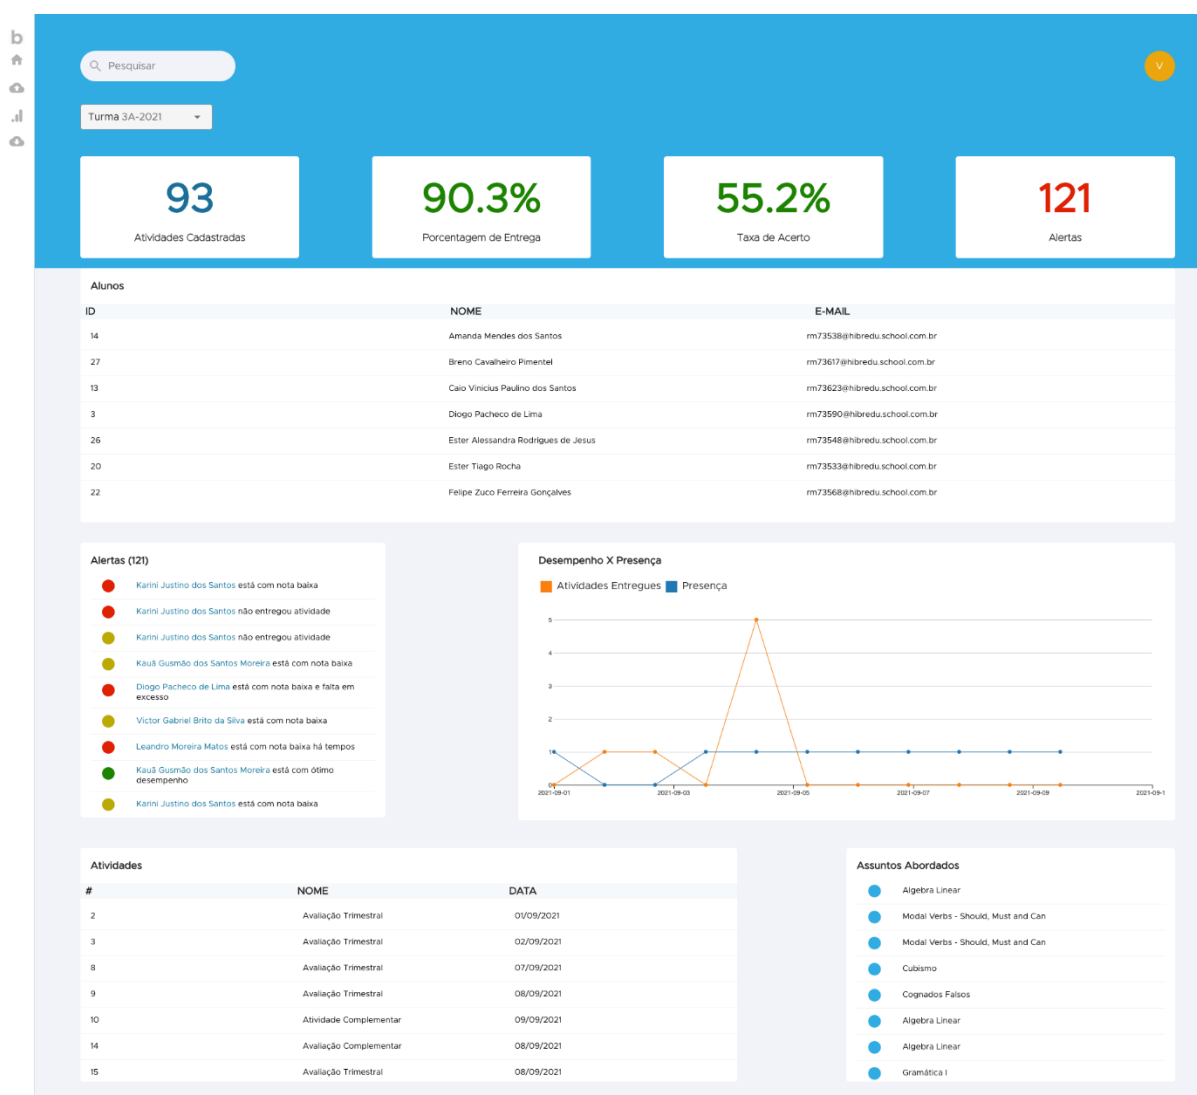 b
Pesquisar
V
Turma 3A-2021
93
Atividades Cadastradas
90.3%
Porcentagem de Entrega
55.2%
Taxa de Acerto
121
Alertas
Alunos
ID NOME E-MAIL
14 Amanda Mendes dos Santos rm73538@hibredu.school.com.br
27 Breno Cavalheiro Pimentel rm73617@hibredu.school.com.br
13 Caio Vinicius Paulino dos Santos rm73623@hibredu.school.com.br
3 Diogo Pacheco de Lima rm73590@hibredu.school.com.br
26 Ester Alessandra Rodrigues de Jesus rm73548@hibredu.school.com.br
20 Ester Tiago Rocha rm73533@hibredu.school.com.br
22 Felipe Zuco Ferreira Gonçalves rm73568@hibredu.school.com.br
Alertas (121)
Karini Justino dos Santos está com nota baixa
Karini Justino dos Santos não entregou atividade
Karini Justino dos Santos não entregou atividade
Kauã Gusmão dos Santos Moreira está com nota baixa
Diogo Pacheco de Lima está com nota baixa e falta em
excesso
Victor Gabriel Brito da Silva está com nota baixa
Leandro Moreira Matos está com nota baixa há tempos
Kauã Gusmão dos Santos Moreira está com ótimo
desempenho
Karini Justino dos Santos está com nota baixa
Desempenho X Presença
Atividades Entregues Presença
5
4
3
2
1
0
2021-09-01 2021-09-03 2021-09-05 2021-09-07 2021-09-09 2021-09-1
Atividades
# NOME DATA
2 Avaliação Trimestral 01/09/2021
3 Avaliação Trimestral 02/09/2021
8 Avaliação Trimestral 07/09/2021
9 Avaliação Trimestral 08/09/2021
10 Atividade Complementar 09/09/2021
14 Avaliação Complementar 08/09/2021
15 Avaliação Trimestral 08/09/2021
Assuntos Abordados
Algebra Linear
Modal Verbs - Should, Must and Can
Modal Verbs - Should, Must and Can
Cubismo
Cognados Falsos
Algebra Linear
Algebra Linear
Gramática I